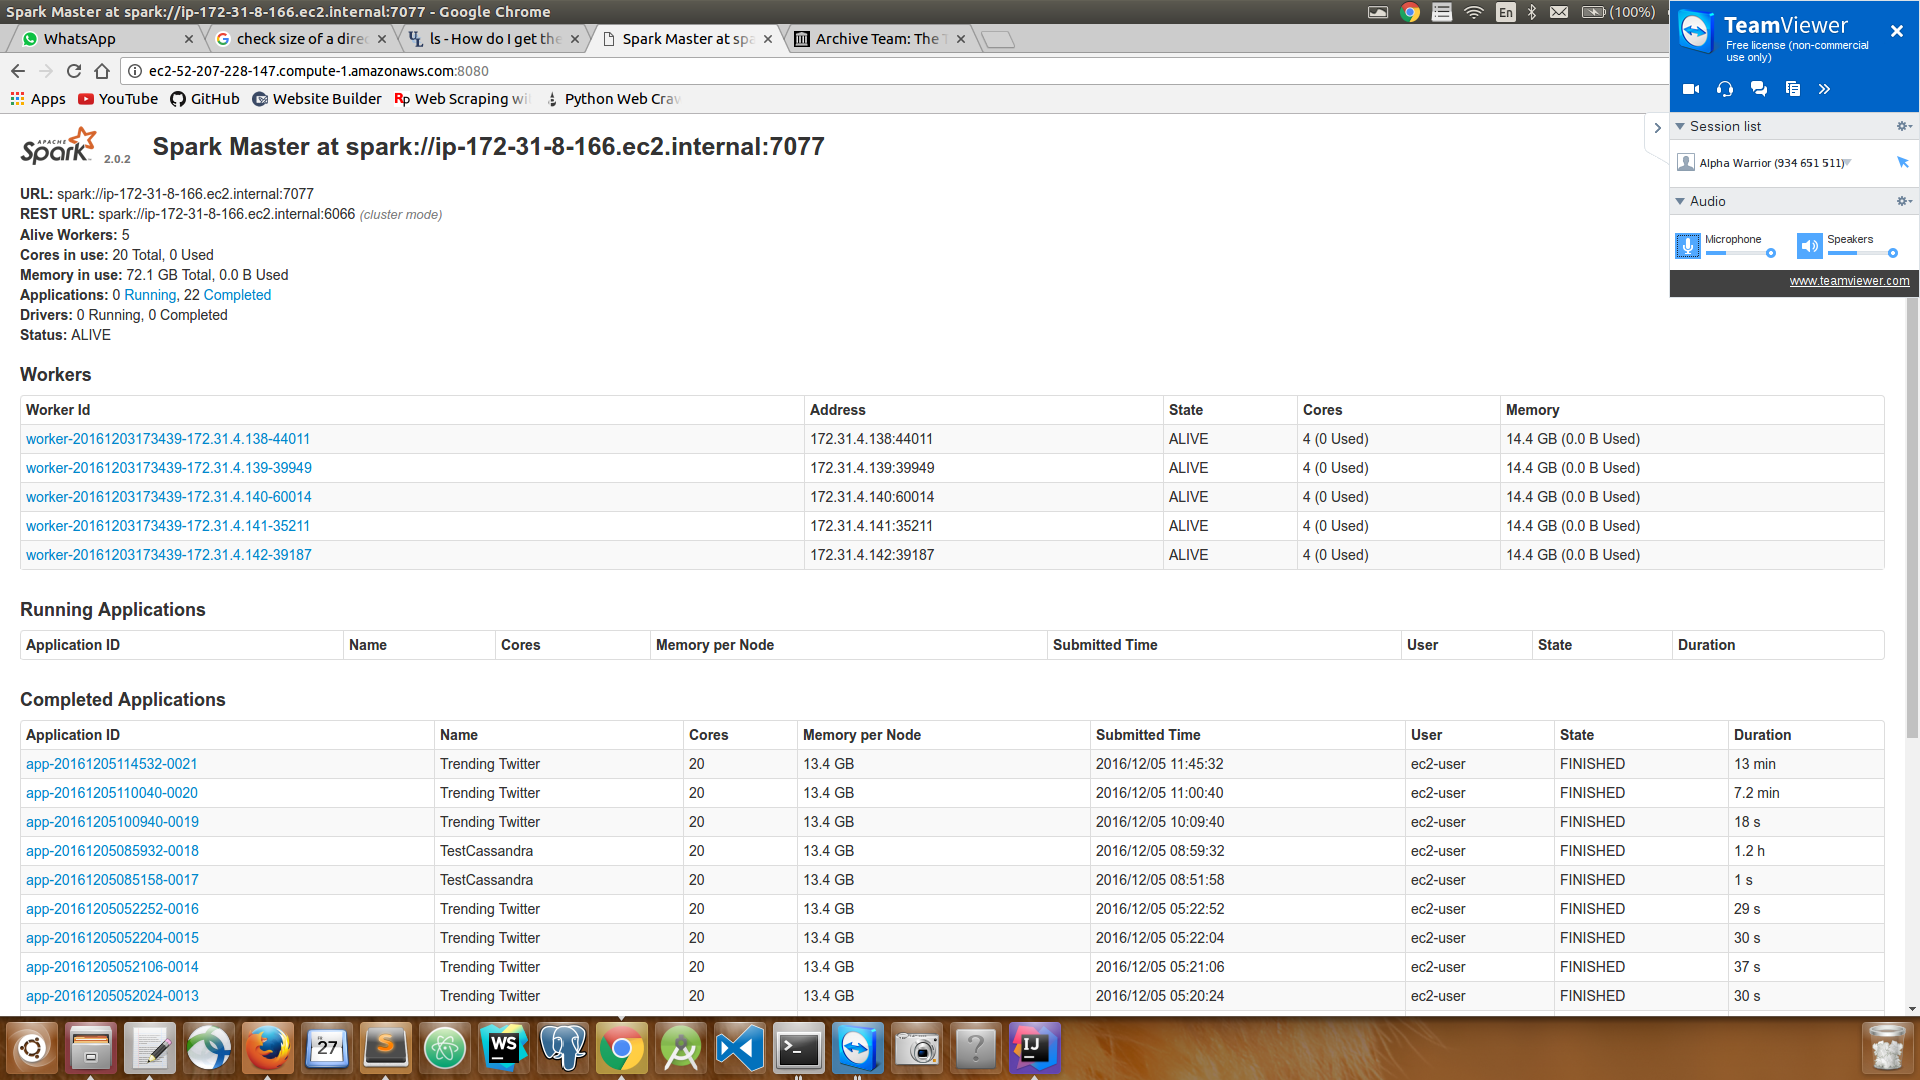 Spark Master at spark://ip-172-31-8-166.ec2.internal:7077 - Google Chrome
En
(100%)
WhatsApp
check size of a dire
ls - How do I get the
Spark Master at spa
Archive Team: The T
ec2-52-207-228-147.compute-1.amazonaws.com:8080
Apps
YouTube
GitHub
Website Builder
Web Scraping wi
Python Web Craw
TeamViewer
Free license (non-commercial
use only)
Session list
Alpha Warrior (934 651 511)
Audio
Microphone
Speakers
www.teamviewer.com
APACHE
Spark
2.0.2
Spark Master at spark://ip-172-31-8-166.ec2.internal:7077
URL: spark://ip-172-31-8-166.ec2.internal:7077
REST URL: spark://ip-172-31-8-166.ec2.internal:6066 (cluster mode)
Alive Workers: 5
Cores in use: 20 Total, 0 Used
Memory in use: 72.1 GB Total, 0.0 B Used
Applications: 0 Running, 22 Completed
Drivers: 0 Running, 0 Completed
Status: ALIVE
Workers
Worker Id Address State Cores Memory
worker-20161203173439-172.31.4.138-44011 172.31.4.138:44011 ALIVE 4 (0 Used) 14.4 GB (0.0 B Used)
worker-20161203173439-172.31.4.139-39949 172.31.4.139:39949 ALIVE 4 (0 Used) 14.4 GB (0.0 B Used)
worker-20161203173439-172.31.4.140-60014 172.31.4.140:60014 ALIVE 4 (0 Used) 14.4 GB (0.0 B Used)
worker-20161203173439-172.31.4.141-35211 172.31.4.141:35211 ALIVE 4 (0 Used) 14.4 GB (0.0 B Used)
worker-20161203173439-172.31.4.142-39187 172.31.4.142:39187 ALIVE 4 (0 Used) 14.4 GB (0.0 B Used)
Running Applications
Application ID Name Cores Memory per Node Submitted Time User State Duration
Completed Applications
Application ID Name Cores Memory per Node Submitted Time User State Duration
app-20161205114532-0021 Trending Twitter 20 13.4 GB 2016/12/05 11:45:32 ec2-user FINISHED 13 min
app-20161205110040-0020 Trending Twitter 20 13.4 GB 2016/12/05 11:00:40 ec2-user FINISHED 7.2 min
app-20161205100940-0019 Trending Twitter 20 13.4 GB 2016/12/05 10:09:40 ec2-user FINISHED 18 s
app-20161205085932-0018 TestCassandra 20 13.4 GB 2016/12/05 08:59:32 ec2-user FINISHED 1.2 h
app-20161205085158-0017 TestCassandra 20 13.4 GB 2016/12/05 08:51:58 ec2-user FINISHED 1 s
app-20161205052252-0016 Trending Twitter 20 13.4 GB 2016/12/05 05:22:52 ec2-user FINISHED 29 s
app-20161205052204-0015 Trending Twitter 20 13.4 GB 2016/12/05 05:22:04 ec2-user FINISHED 30 s
app-20161205052106-0014 Trending Twitter 20 13.4 GB 2016/12/05 05:21:06 ec2-user FINISHED 37 s
app-20161205052024-0013 Trending Twitter 20 13.4 GB 2016/12/05 05:20:24 ec2-user FINISHED 30 s
27
S
WS
>_
?
IJ